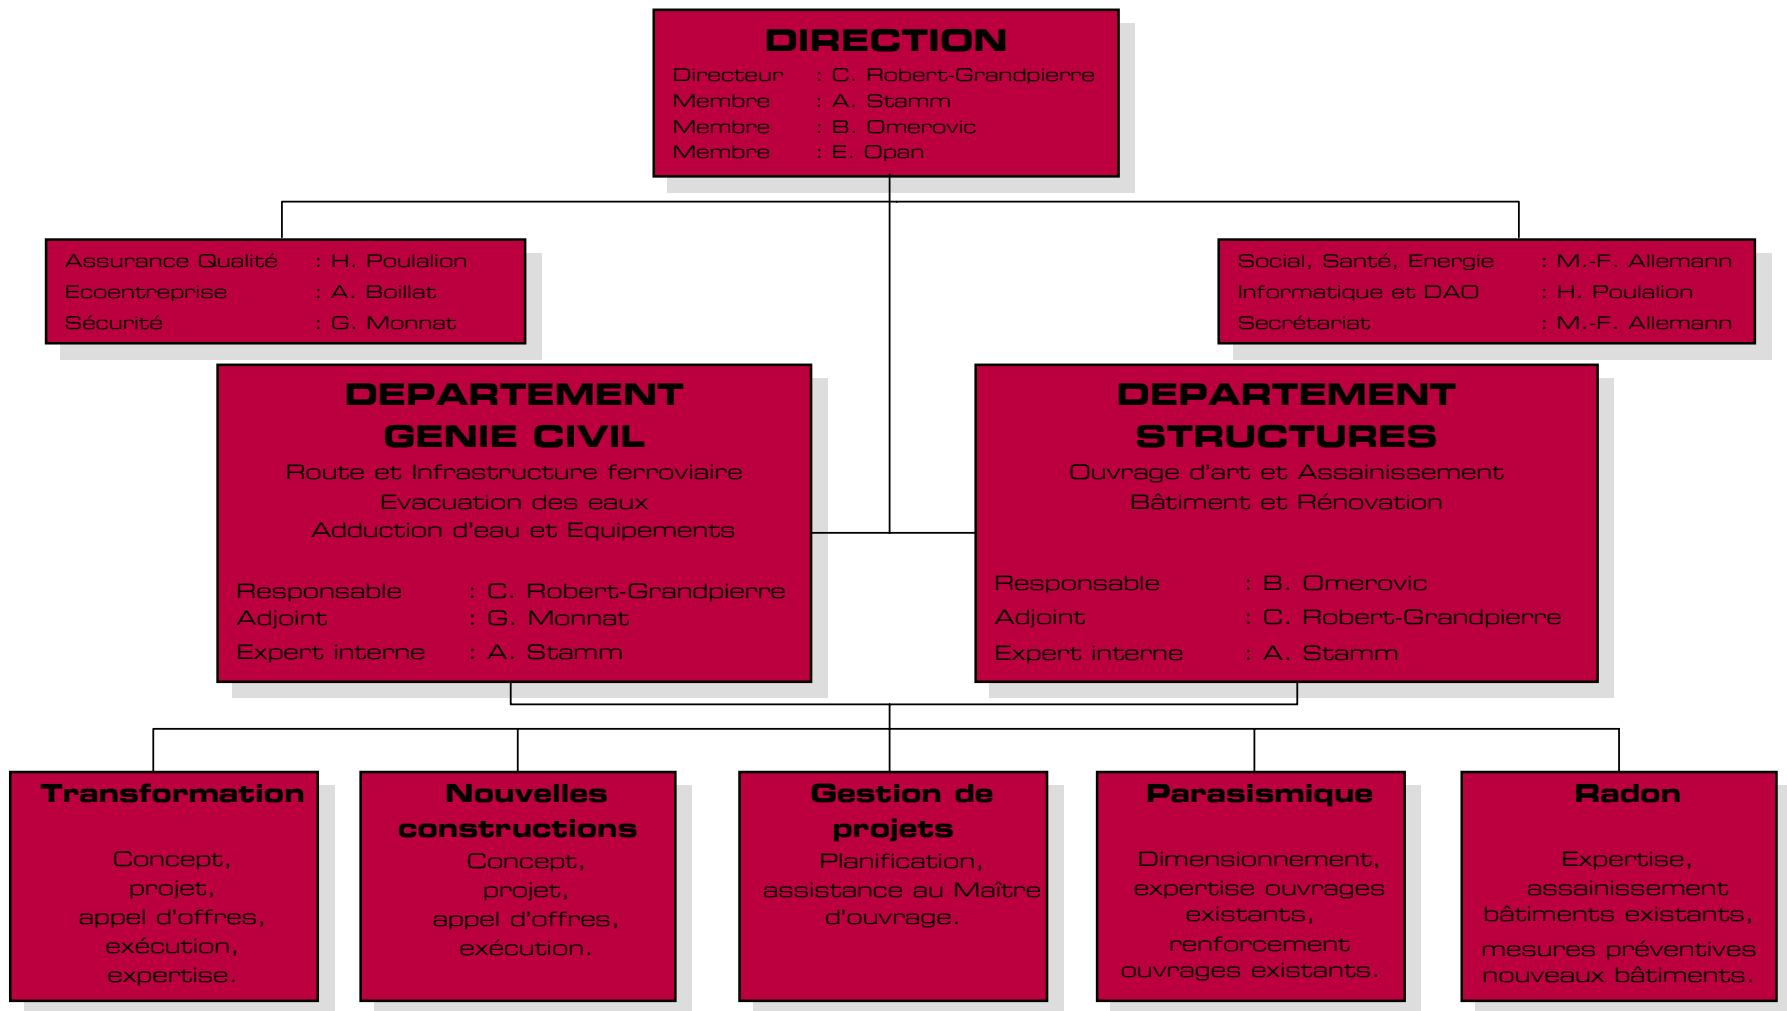 DIRECTION
Directeur : C. Robert-Grandpierre
Membre : A. Stamm
Membre : B. Omerovic
Membre : E. Opan
Assurance Qualité : H. Poulalion
Ecoentreprise : A. Boillat
Sécurité : G. Monnat
Social, Santé, Energie : M.-F. Allemann
Informatique et DAO : H. Poulalion
Secrétariat : M.-F. Allemann
DEPARTEMENT
GENIE CIVIL
Route et Infrastructure ferroviaire
Evacuation des eaux
Adduction d'eau et Equipements
Responsable : C. Robert-Grandpierre
Adjoint : G. Monnat
Expert interne : A. Stamm
DEPARTEMENT
STRUCTURES
Ouvrage d'art et Assainissement
Bâtiment et Rénovation
Responsable : B. Omerovic
Adjoint : C. Robert-Grandpierre
Expert interne : A. Stamm
Transformation
Concept,
projet,
appel d'offres,
exécution,
expertise.
Nouvelles
constructions
Concept,
projet,
appel d'offres,
exécution.
Gestion de
projets
Planification,
assistance au Maître
d'ouvrage.
Parasismique
Dimensionnement,
expertise ouvrages
existants,
renforcement
ouvrages existants.
Radon
Expertise,
assainissement
bâtiments existants,
mesures préventives
nouveaux bâtiments.